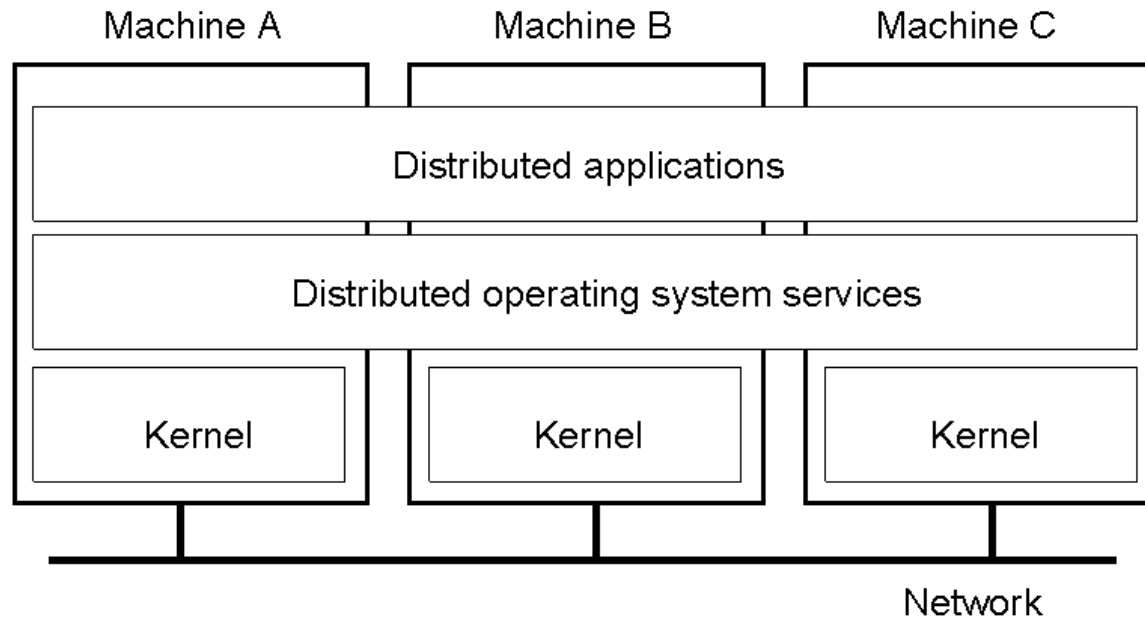 Machine A
Machine B
Machine C
Distributed applications
Distributed operating system services
Kernel
Kernel
Kernel
Network